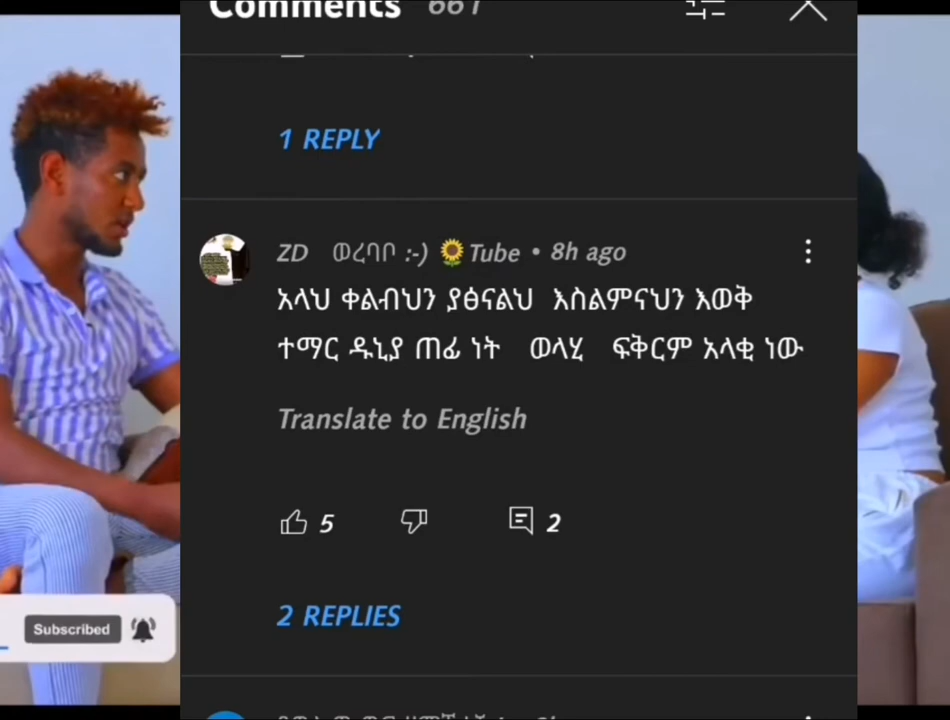 Comments 661
1 REPLY
ZD ወረባቦ :-) 🌻Tube • 8h ago
አላህ ቀልብህን ያፅናልህ እስልምናህን እወቅ
ተማር ዱኒያ ጠፊ ነት ወላሂ ፍቅርም አላቂ ነው
Translate to English
5
2
2 REPLIES
Subscribed